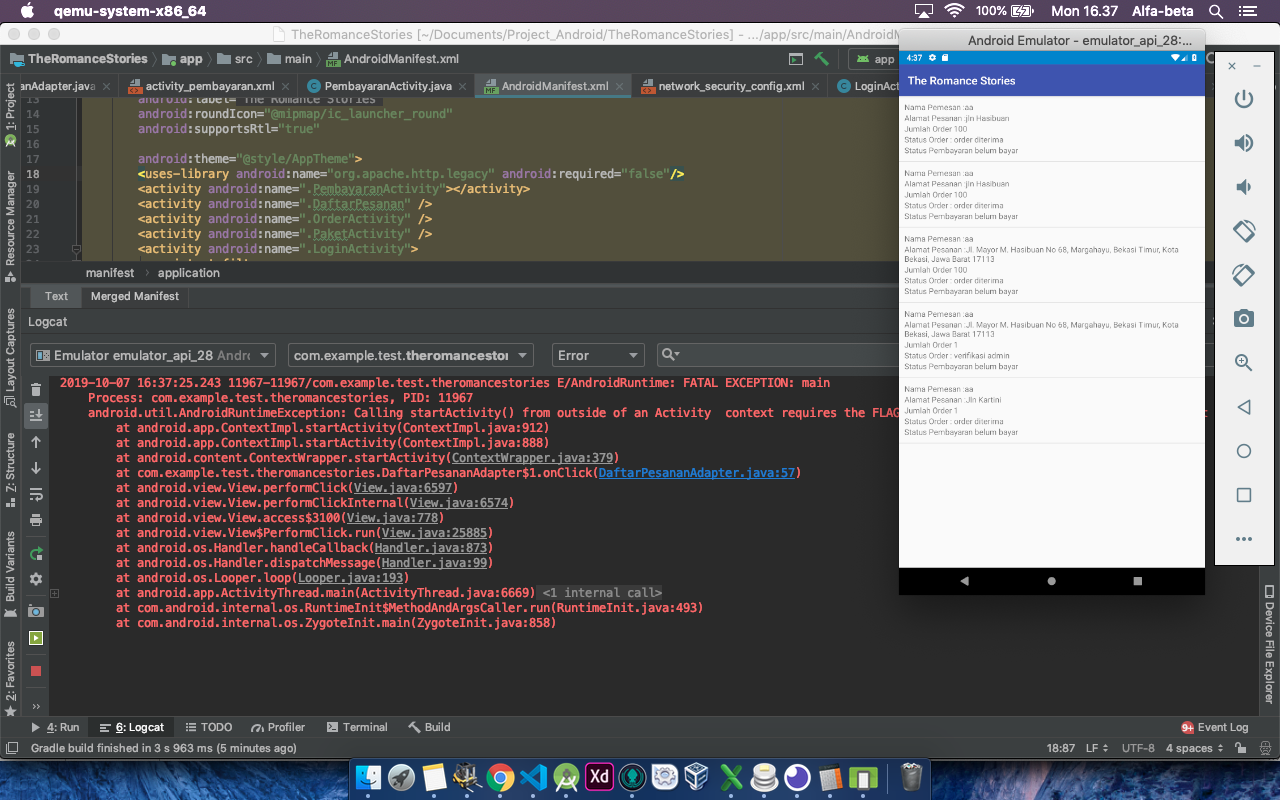 qemu-system-x86_64
100%
Mon 16.37
Alfa-beta
TheRomanceStories [~/Documents/Project_Android/TheRomanceStories] - .../app/src/main/AndroidM
TheRomanceStories
app
src
main
AndroidManifest.xml
app
anAdapter.java
activity_pembayaran.xml
PembayaranActivity.java
AndroidManifest.xml
network_security_config.xml
LoginAct
13 android:label="The Romance Stories"
14 android:roundIcon="@mipmap/ic_launcher_round"
15 android:supportsRtl="true"
16
17 android:theme="@style/AppTheme">
18 <uses-library android:name="org.apache.http.legacy" android:required="false"/>
19 <activity android:name=".PembayaranActivity"></activity>
20 <activity android:name=".DaftarPesanan" />
21 <activity android:name=".OrderActivity" />
22 <activity android:name=".PaketActivity" />
23 <activity android:name=".LoginActivity">
manifest › application
Text
Merged Manifest
Logcat
Emulator emulator_api_28 Andro
com.example.test.theromancestor
Error
2019-10-07 16:37:25.243 11967-11967/com.example.test.theromancestories E/AndroidRuntime: FATAL EXCEPTION: main
Process: com.example.test.theromancestories, PID: 11967
android.util.AndroidRuntimeException: Calling startActivity() from outside of an Activity  context requires the FLAG
at android.app.ContextImpl.startActivity(ContextImpl.java:912)
at android.app.ContextImpl.startActivity(ContextImpl.java:888)
at android.content.ContextWrapper.startActivity(ContextWrapper.java:379)
at com.example.test.theromancestories.DaftarPesananAdapter$1.onClick(DaftarPesananAdapter.java:57)
at android.view.View.performClick(View.java:6597)
at android.view.View.performClickInternal(View.java:6574)
at android.view.View.access$3100(View.java:778)
at android.view.View$PerformClick.run(View.java:25885)
at android.os.Handler.handleCallback(Handler.java:873)
at android.os.Handler.dispatchMessage(Handler.java:99)
at android.os.Looper.loop(Looper.java:193)
at android.app.ActivityThread.main(ActivityThread.java:6669) <1 internal call>
at com.android.internal.os.RuntimeInit$MethodAndArgsCaller.run(RuntimeInit.java:493)
at com.android.internal.os.ZygoteInit.main(ZygoteInit.java:858)
1: Project
Resource Manager
Layout Captures
Z: Structure
Build Variants
2: Favorites
Device File Explorer
4: Run
6: Logcat
TODO
Profiler
Terminal
Build
9+ Event Log
Gradle build finished in 3 s 963 ms (5 minutes ago)
18:87
LF
UTF-8
4 spaces
Xd
Android Emulator - emulator_api_28:...
4:37
The Romance Stories
Nama Pemesan :aa
Alamat Pesanan :jln Hasibuan
Jumlah Order 100
Status Order : order diterima
Status Pembayaran belum bayar
Nama Pemesan :aa
Alamat Pesanan :jin Hasibuan
Jumlah Order 100
Status Order : order diterima
Status Pembayaran belum bayar
Nama Pemesan :aa
Alamat Pesanan :Jl. Mayor M. Hasibuan No 68, Margahayu, Bekasi Timur, Kota
Bekasi, Jawa Barat 17113
Jumlah Order 100
Status Order : order diterima
Status Pembayaran belum bayar
Nama Pemesan :aa
Alamat Pesanan :Jl. Mayor M. Hasibuan No 68, Margahayu, Bekasi Timur, Kota
Bekasi, Jawa Barat 17113
Jumlah Order 1
Status Order : verifikasi admin
Status Pembayaran belum bayar
Nama Pemesan :aa
Alamat Pesanan :Jln Kartini
Jumlah Order 1
Status Order : order diterima
Status Pembayaran belum bayar